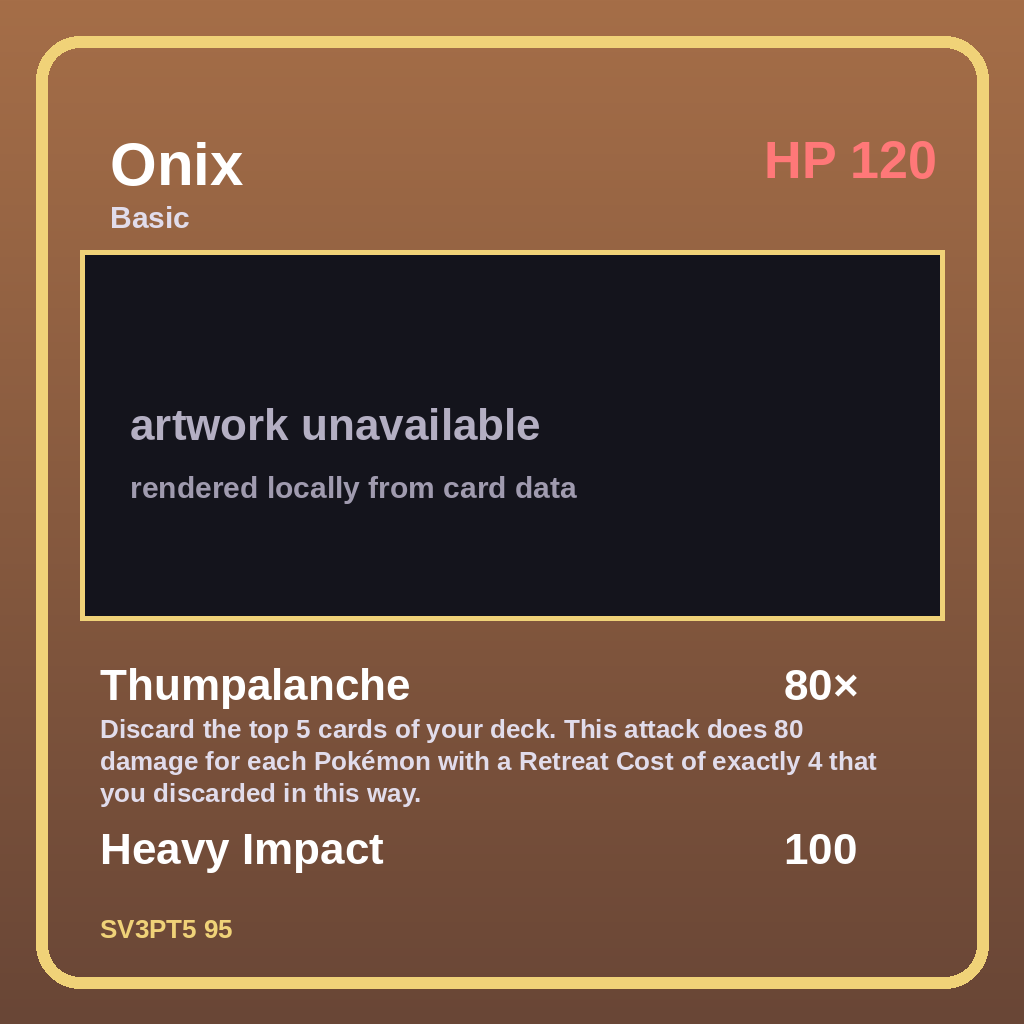 Onix
HP 120
Basic
artwork unavailable
rendered locally from card data
Thumpalanche 80×
Discard the top 5 cards of your deck. This attack does 80
damage for each Pokémon with a Retreat Cost of exactly 4 that
you discarded in this way.
Heavy Impact 100
SV3PT5 95